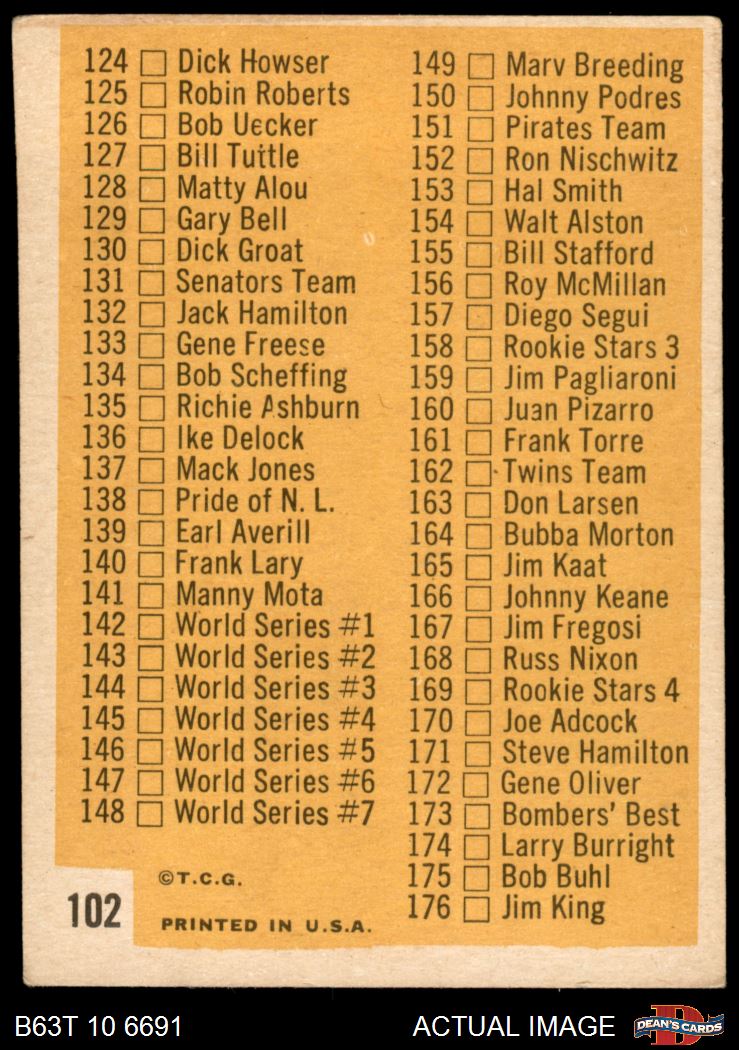 124 Dick Howser
125 Robin Roberts
126 Bob Uecker
127 Bill Tuttle
128 Matty Alou
129 Gary Bell
130 Dick Groat
131 Senators Team
132 Jack Hamilton
133 Gene Freese
134 Bob Scheffing
135 Richie Ashburn
136 Ike Delock
137 Mack Jones
138 Pride of N. L.
139 Earl Averill
140 Frank Lary
141 Manny Mota
142 World Series #1
143 World Series #2
144 World Series #3
145 World Series #4
146 World Series #5
147 World Series #6
148 World Series #7
149 Marv Breeding
150 Johnny Podres
151 Pirates Team
152 Ron Nischwitz
153 Hal Smith
154 Walt Alston
155 Bill Stafford
156 Roy McMillan
157 Diego Segui
158 Rookie Stars 3
159 Jim Pagliaroni
160 Juan Pizarro
161 Frank Torre
162 Twins Team
163 Don Larsen
164 Bubba Morton
165 Jim Kaat
166 Johnny Keane
167 Jim Fregosi
168 Russ Nixon
169 Rookie Stars 4
170 Joe Adcock
171 Steve Hamilton
172 Gene Oliver
173 Bombers' Best
174 Larry Burright
175 Bob Buhl
176 Jim King
©T.C.G.
102
PRINTED IN U.S.A.
B63T 10 6691
ACTUAL IMAGE
D
DEAN'S CARDS